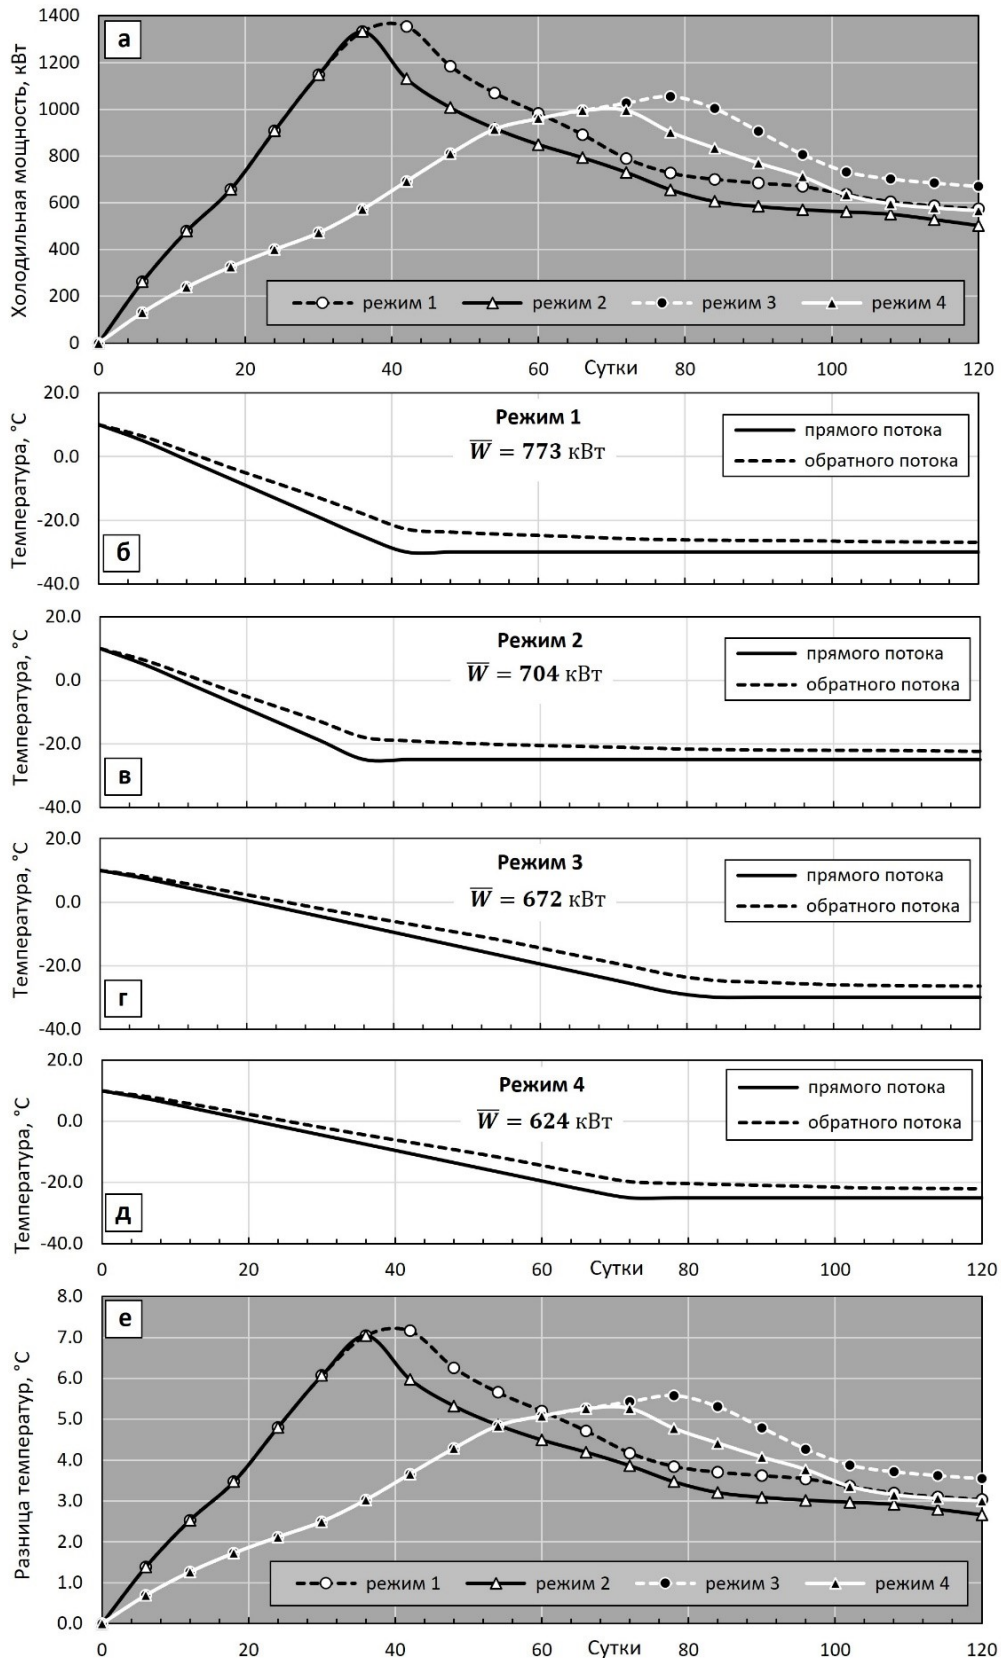 а
Холодильная мощность, кВт
1400
1200
1000
800
600
400
200
0
режим 1 режим 2 режим 3 режим 4
0 20 40 60 Сутки 80 100 120
Температура, °C
20.0
0.0
-20.0
-40.0
б
Режим 1
W̅ = 773 кВт
прямого потока
обратного потока
Температура, °C
20.0
0.0
-20.0
-40.0
в
Режим 2
W̅ = 704 кВт
прямого потока
обратного потока
Температура, °C
20.0
0.0
-20.0
-40.0
г
Режим 3
W̅ = 672 кВт
прямого потока
обратного потока
Температура, °C
20.0
0.0
-20.0
-40.0
д
Режим 4
W̅ = 624 кВт
прямого потока
обратного потока
0 20 40 60 Сутки 80 100 120
е
Разница температур, °C
8.0
7.0
6.0
5.0
4.0
3.0
2.0
1.0
0.0
режим 1 режим 2 режим 3 режим 4
0 20 40 60 Сутки 80 100 120